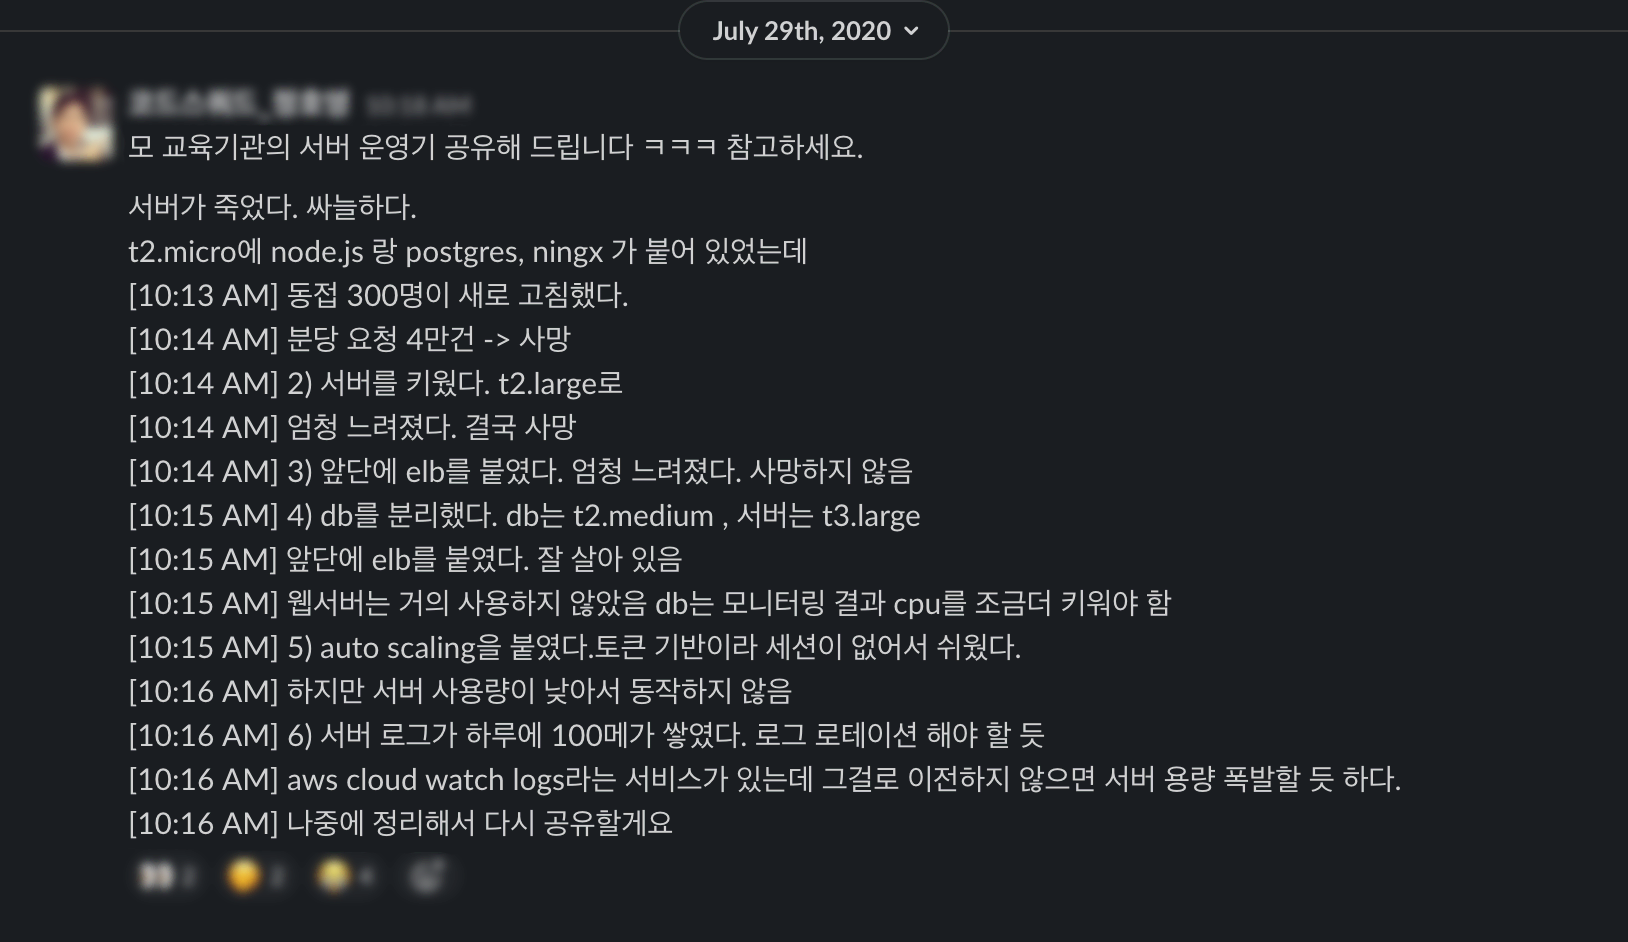 July 29th, 2020
모 교육기관의 서버 운영기 공유해 드립니다 ㅋㅋㅋ 참고하세요.
서버가 죽었다. 싸늘하다.
t2.micro에 node.js 랑 postgres, ningx 가 붙어 있었는데
[10:13 AM] 동접 300명이 새로 고침했다.
[10:14 AM] 분당 요청 4만건 -> 사망
[10:14 AM] 2) 서버를 키웠다. t2.large로
[10:14 AM] 엄청 느려졌다. 결국 사망
[10:14 AM] 3) 앞단에 elb를 붙였다. 엄청 느려졌다. 사망하지 않음
[10:15 AM] 4) db를 분리했다. db는 t2.medium , 서버는 t3.large
[10:15 AM] 앞단에 elb를 붙였다. 잘 살아 있음
[10:15 AM] 웹서버는 거의 사용하지 않았음 db는 모니터링 결과 cpu를 조금더 키워야 함
[10:15 AM] 5) auto scaling을 붙였다.토큰 기반이라 세션이 없어서 쉬웠다.
[10:16 AM] 하지만 서버 사용량이 낮아서 동작하지 않음
[10:16 AM] 6) 서버 로그가 하루에 100메가 쌓였다. 로그 로테이션 해야 할 듯
[10:16 AM] aws cloud watch logs라는 서비스가 있는데 그걸로 이전하지 않으면 서버 용량 폭발할 듯 하다.
[10:16 AM] 나중에 정리해서 다시 공유할게요